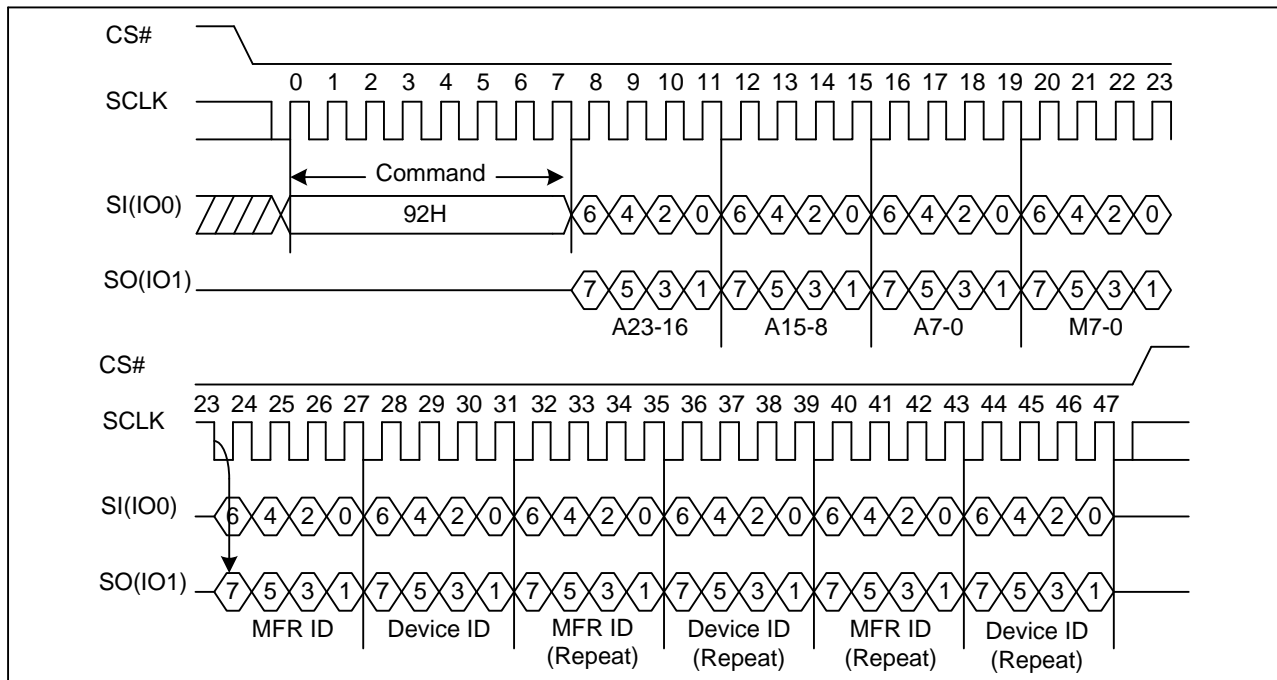 CS#
0 1 2 3 4 5 6 7 8 9 10 11 12 13 14 15 16 17 18 19 20 21 22 23
SCLK
Command
SI(IO0)
92H
6 4 2 0 6 4 2 0 6 4 2 0 6 4 2 0
SO(IO1)
7 5 3 1 7 5 3 1 7 5 3 1 7 5 3 1
A23-16 A15-8 A7-0 M7-0
CS#
23 24 25 26 27 28 29 30 31 32 33 34 35 36 37 38 39 40 41 42 43 44 45 46 47
SCLK
SI(IO0)
6 4 2 0 6 4 2 0 6 4 2 0 6 4 2 0 6 4 2 0 6 4 2 0
SO(IO1)
7 5 3 1 7 5 3 1 7 5 3 1 7 5 3 1 7 5 3 1 7 5 3 1
MFR ID Device ID MFR ID Device ID MFR ID Device ID
(Repeat) (Repeat) (Repeat) (Repeat)